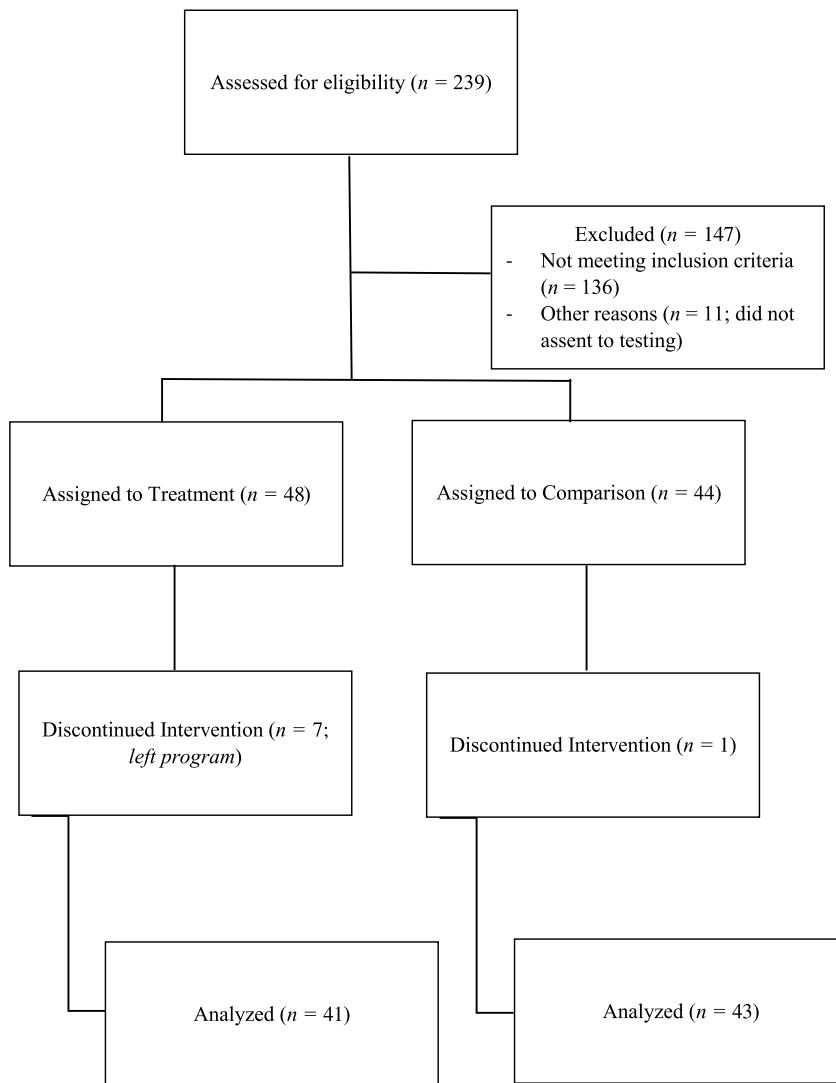 Assessed for eligibility (n = 239)
Excluded (n = 147)
- Not meeting inclusion criteria
(n = 136)
- Other reasons (n = 11; did not
assent to testing)
Assigned to Treatment (n = 48)
Assigned to Comparison (n = 44)
Discontinued Intervention (n = 7;
left program)
Discontinued Intervention (n = 1)
Analyzed (n = 41)
Analyzed (n = 43)